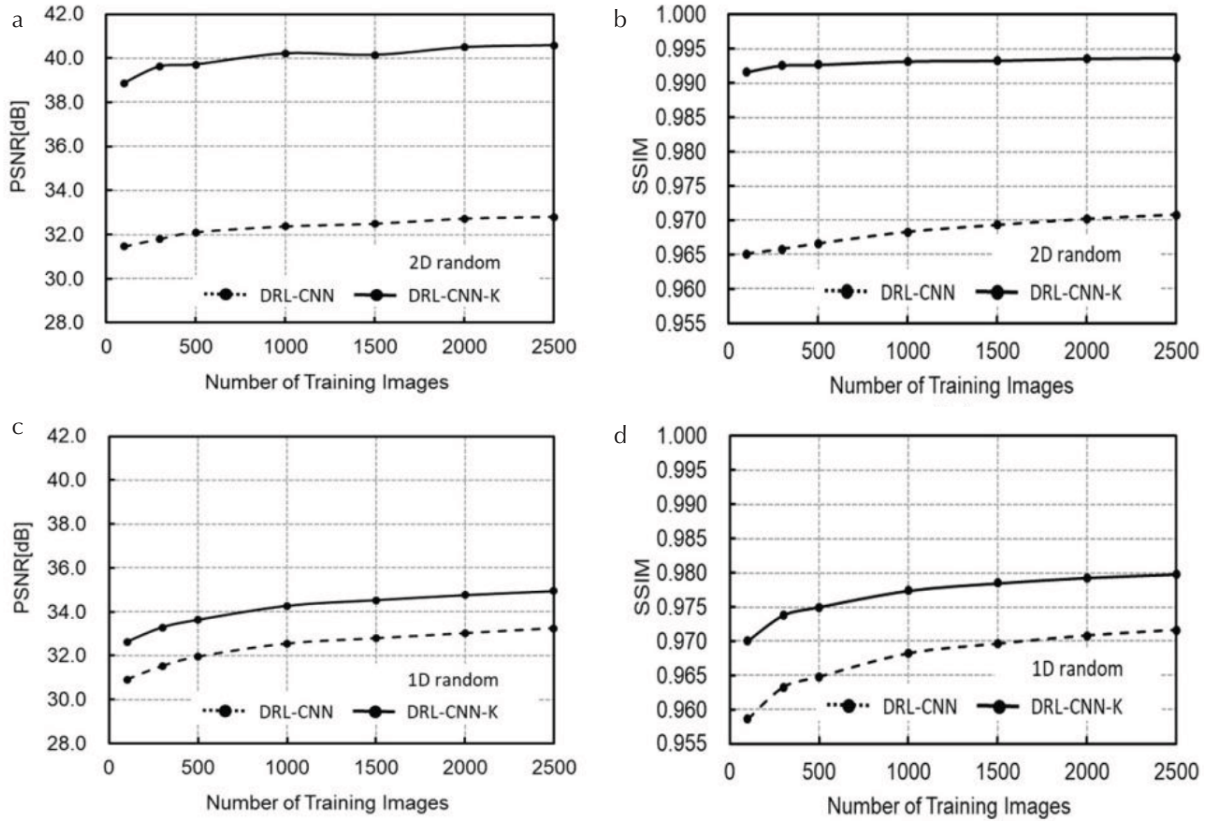 a
42.0
40.0
38.0
36.0
34.0
32.0
30.0
28.0
PSNR[dB]
2D random
DRL-CNN DRL-CNN-K
0 500 1000 1500 2000 2500
Number of Training Images
b
1.000
0.995
0.990
0.985
0.980
0.975
0.970
0.965
0.960
0.955
SSIM
2D random
DRL-CNN DRL-CNN-K
0 500 1000 1500 2000 2500
Number of Training Images
c
42.0
40.0
38.0
36.0
34.0
32.0
30.0
28.0
PSNR[dB]
1D random
DRL-CNN DRL-CNN-K
0 500 1000 1500 2000 2500
Number of Training Images
d
1.000
0.995
0.990
0.985
0.980
0.975
0.970
0.965
0.960
0.955
SSIM
1D random
DRL-CNN DRL-CNN-K
0 500 1000 1500 2000 2500
Number of Training Images